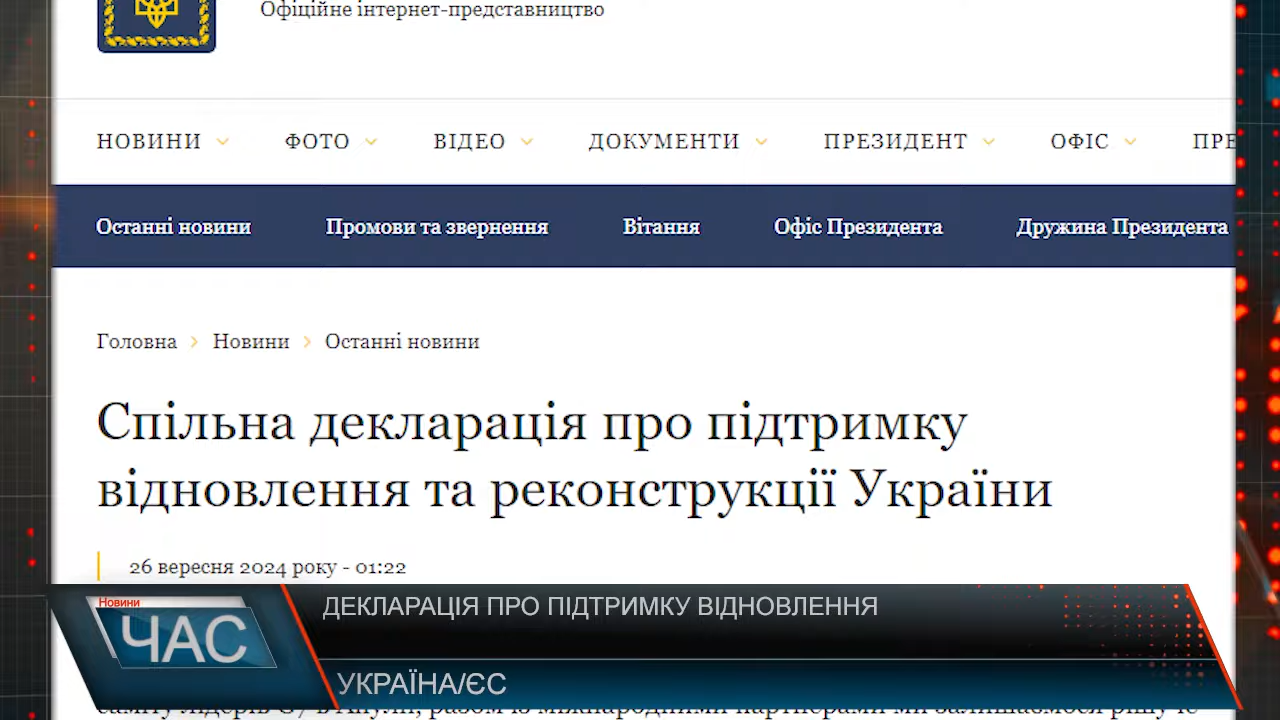 Офіційне інтернет-представництво
НОВИНИ ФОТО ВІДЕО ДОКУМЕНТИ ПРЕЗИДЕНТ ОФІС ПРЕ
Останні новини Промови та звернення Вітання Офіс Президента Дружина Президента
Головна Новини Останні новини
Спільна декларація про підтримку
відновлення та реконструкції України
26 вересня 2024 року - 01:22
Новини
ЧАС
ДЕКЛАРАЦІЯ ПРО ПІДТРИМКУ ВІДНОВЛЕННЯ
УКРАЇНА/ЄС